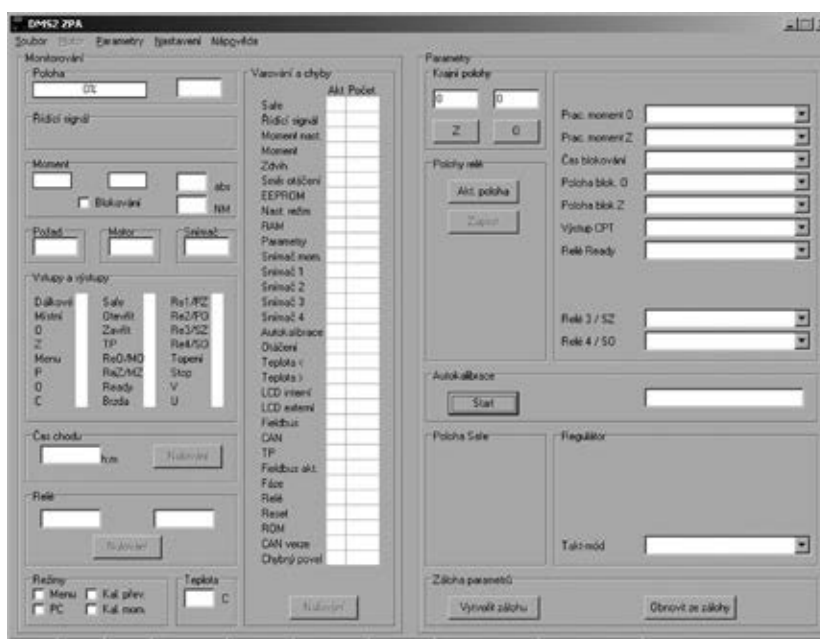 DMS2 ZPA
Soubor Motor Parametry Nastavení Nápověda
Monitorování
Poloha
0%
Řídicí signál
Moment
abs
Blokování
NM
Požad.
Motor
Snímač
Vstupy a výstupy
Dálkově
Místní
O
Z
Menu
P
O
C
Safe
Otevřít
Zavřít
TP
ReO/MO
ReZ/MZ
Ready
Brzda
Re1/PZ
Re2/PO
Re3/SZ
Re4/SO
Topení
Stop
V
U
Čas chodu
h:m
Nulování
Relé
Nulování
Režimy
Menu
Kal. přev.
PC
Kal. mom.
Teplota
C
Varování a chyby
Akt. Počet
Safe
Řídicí signál
Moment nast.
Moment
Zdvih
Směr otáčení
EEPROM
Nast. režim
RAM
Parametry
Snímač mom.
Snímač 1
Snímač 2
Snímač 3
Snímač 4
Autokalibrace
Otáčení
Teplota <
Teplota >
LCD interní
LCD externí
Fieldbus
CAN
TP
Fieldbus akt.
Fáze
Relé
Reset
ROM
CAN verze
Chybný povel
Nulování
Parametry
Krajní polohy
0
0
Z
O
Polohy relé
Akt. poloha
Zapsat
Prac. moment O
Prac. moment Z
Čas blokování
Poloha blok. O
Poloha blok. Z
Výstup CPT
Relé Ready
Relé 3 / SZ
Relé 4 / SO
Autokalibrace
Start
Poloha Safe
Regulátor
Takt-mód
Záloha parametrů
Vytvořit zálohu
Obnovit ze zálohy